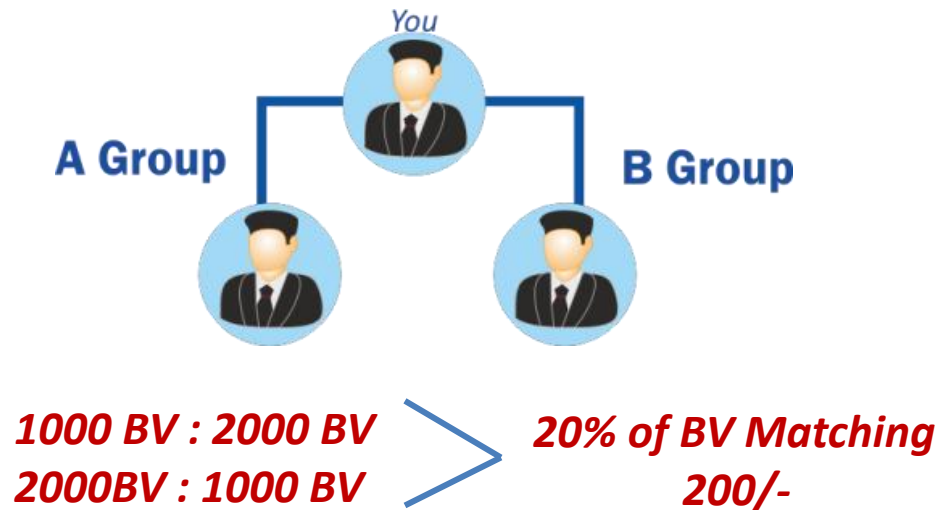 You
A Group
B Group
1000 BV : 2000 BV
2000BV : 1000 BV
20% of BV Matching
200/-